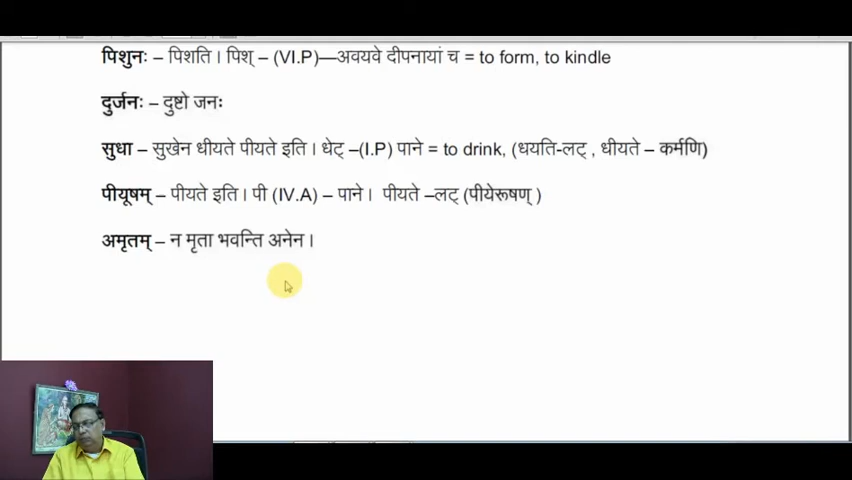 पिशुनः – पिशति । पिश् – (VI.P)—अवयवे दीपनायां च = to form, to kindle
दुर्जनः – दुष्टो जनः
सुधा – सुखेन धीयते पीयते इति । धेट् –(I.P) पाने = to drink, (धयति-लट् , धीयते – कर्मणि)
पीयूषम् – पीयते इति । पी (IV.A) – पाने । पीयते –लट् (पीयेरूषण् )
अमृतम् – न मृता भवन्ति अनेन ।